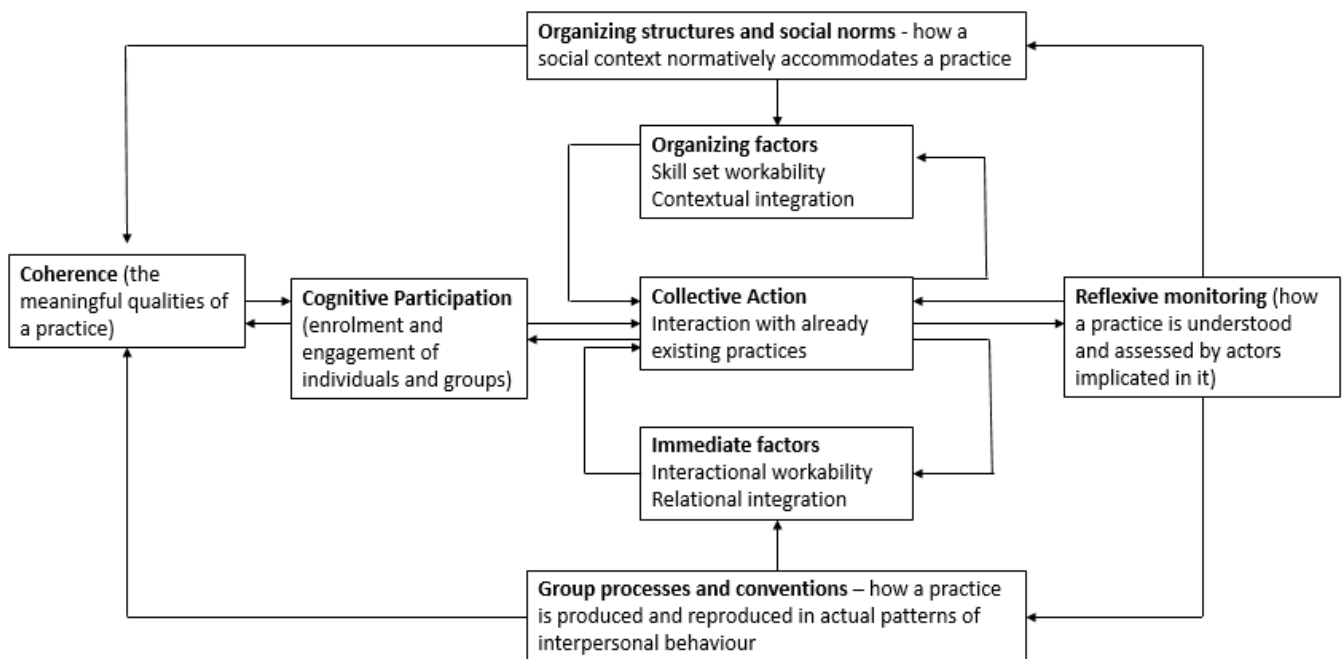 Organizing structures and social norms - how a
social context normatively accommodates a practice
Organizing factors
Skill set workability
Contextual integration
Coherence (the
meaningful qualities of
a practice)
Cognitive Participation
(enrolment and
engagement of
individuals and groups)
Collective Action
Interaction with already
existing practices
Reflexive monitoring (how
a practice is understood
and assessed by actors
implicated in it)
Immediate factors
Interactional workability
Relational integration
Group processes and conventions – how a practice
is produced and reproduced in actual patterns of
interpersonal behaviour